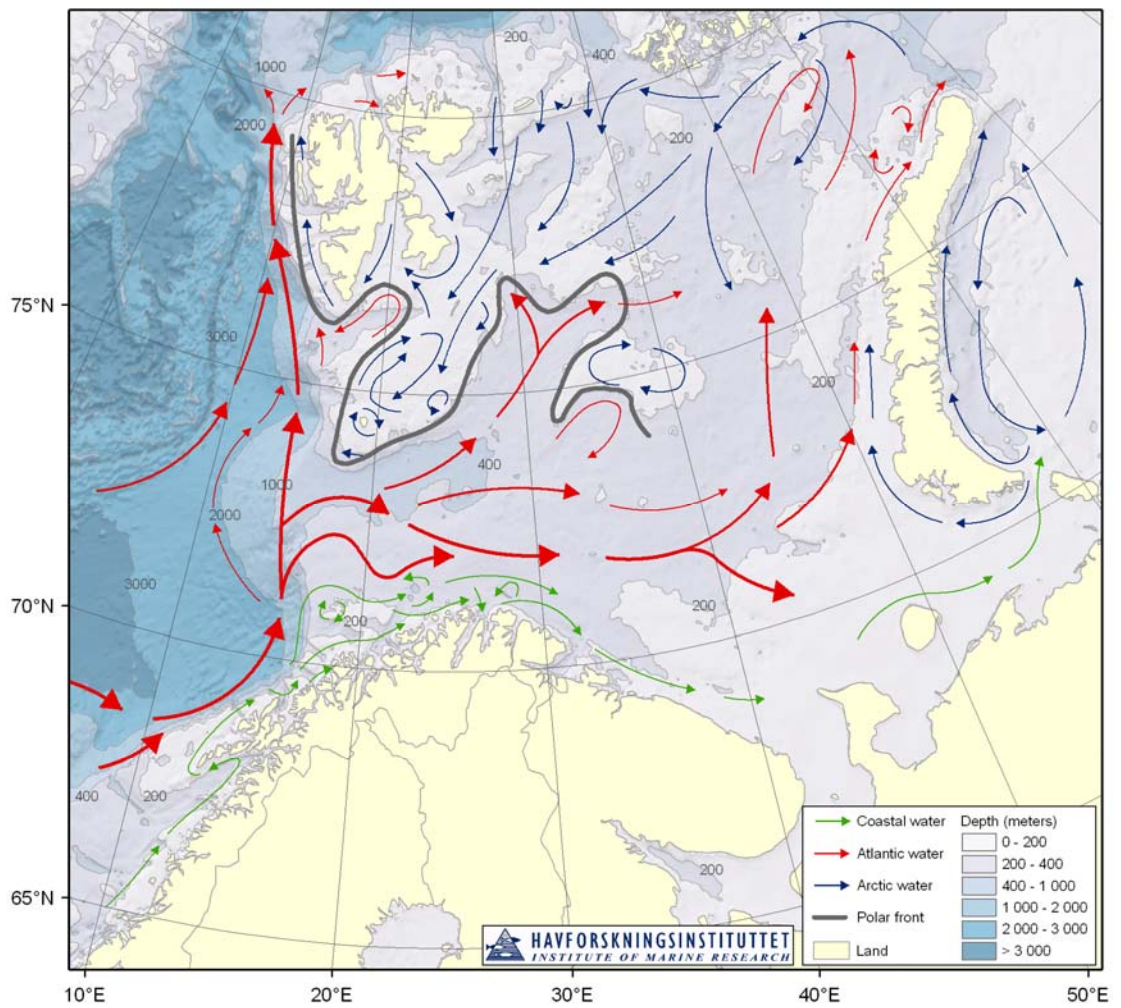 200
400
1000
2000
200
75°N
3000
200
400
1000
2000
3000
70°N
200
200
400
200
Coastal water
Atlantic water
Arctic water
Polar front
Land
Depth (meters)
0 - 200
200 - 400
400 - 1 000
1 000 - 2 000
2 000 - 3 000
> 3 000
200
65°N
HAVFORSKNINGSINSTITUTTET
INSTITUTE OF MARINE RESEARCH
10°E
20°E
30°E
40°E
50°E